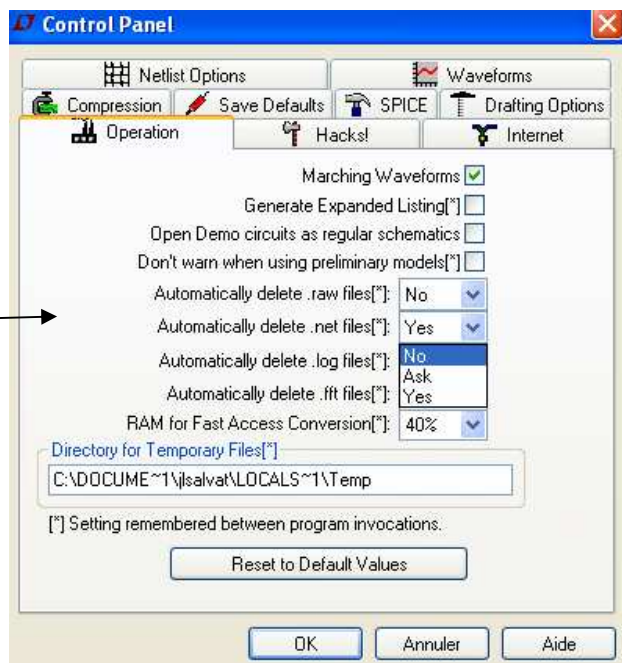 Control Panel
Netlist Options
Waveforms
Compression
Save Defaults
SPICE
Drafting Options
Operation
Hacks!
Internet
Marching Waveforms
Generate Expanded Listing[*]
Open Demo circuits as regular schematics
Don't warn when using preliminary models[*]
Automatically delete .raw files[*]: No
Automatically delete .net files[*]: Yes
Automatically delete .log files[*]:
No
Ask
Yes
Automatically delete .fft files[*]:
RAM for Fast Access Conversion[*]: 40%
Directory for Temporary Files[*]
C:\DOCUME~1\jlsalvat\LOCALS~1\Temp
[*] Setting remembered between program invocations.
Reset to Default Values
OK
Annuler
Aide